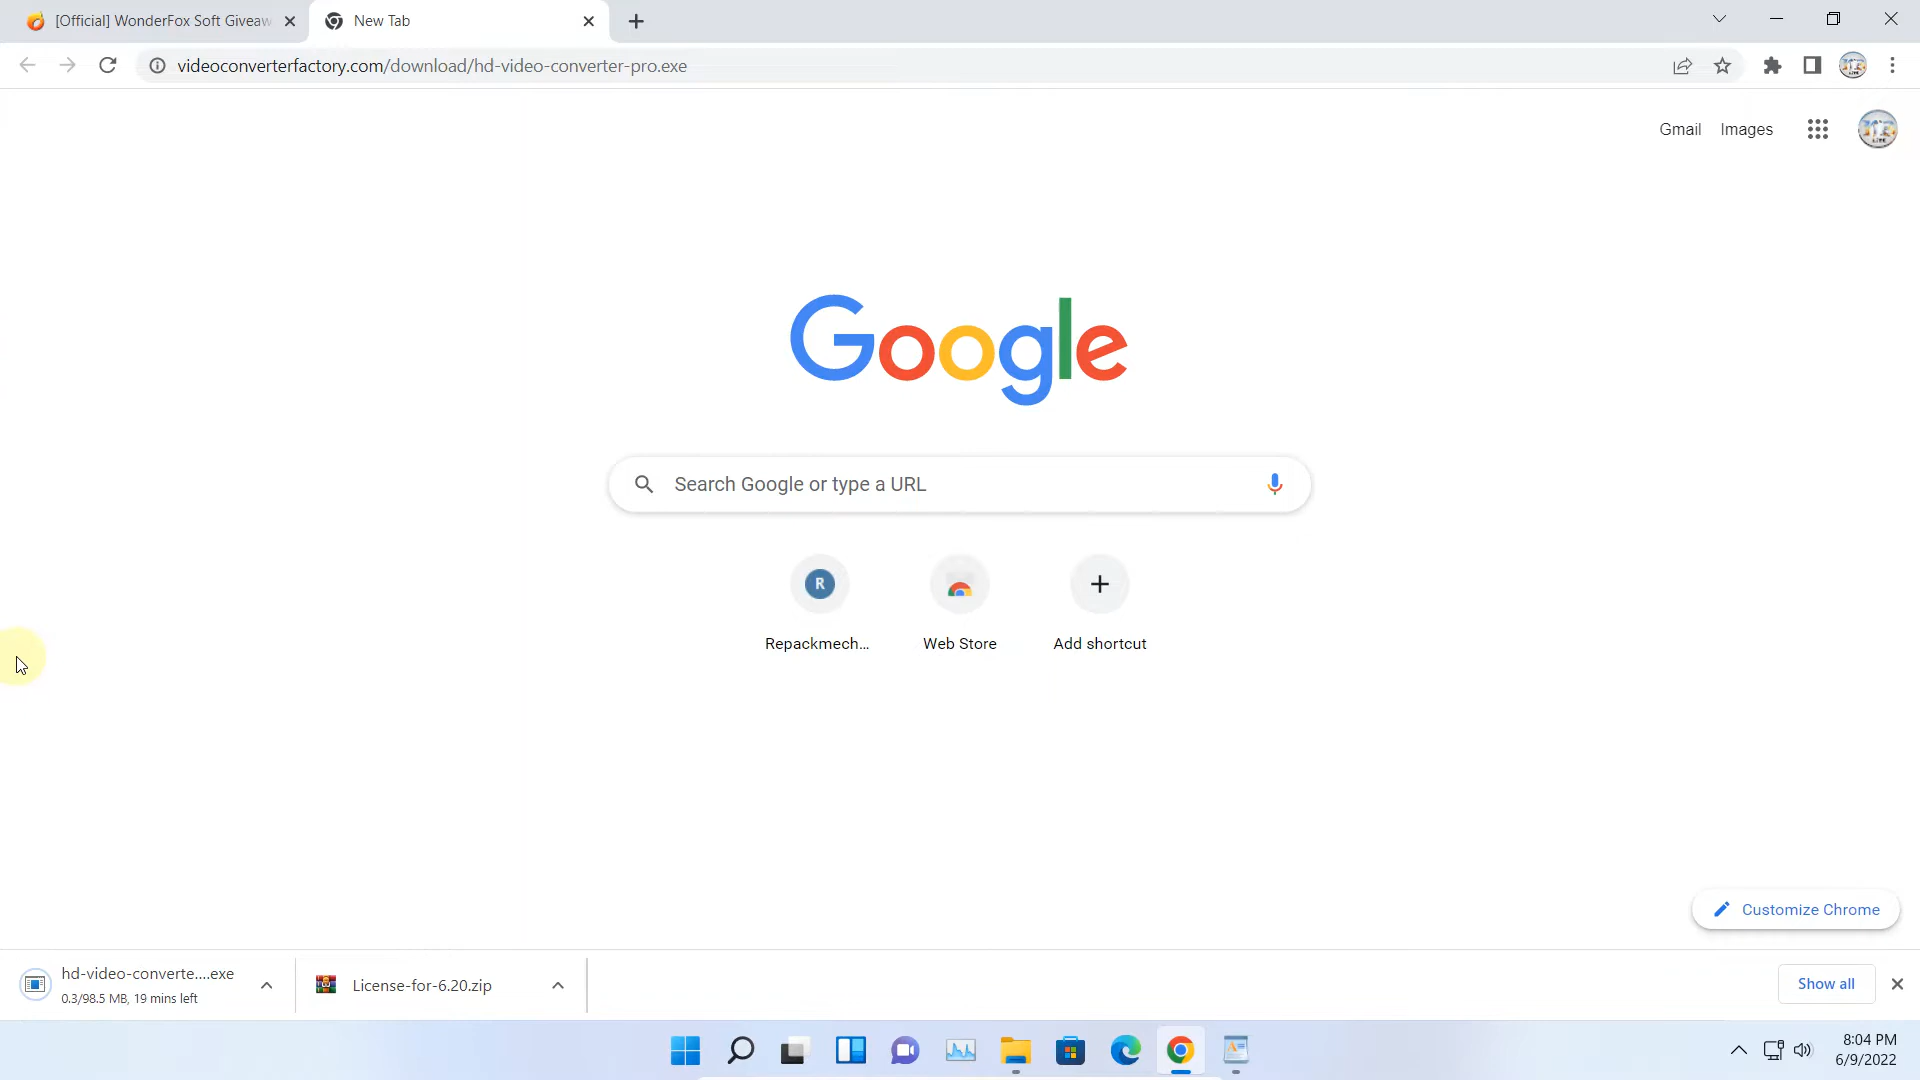 [Official] WonderFox Soft Giveaw
New Tab
videoconverterfactory.com/download/hd-video-converter-pro.exe
Gmail
Images
Google
Search Google or type a URL
R
Repackmech...
Web Store
Add shortcut
Customize Chrome
hd-video-converte....exe
0.3/98.5 MB, 19 mins left
License-for-6.20.zip
Show all
8:04 PM
6/9/2022